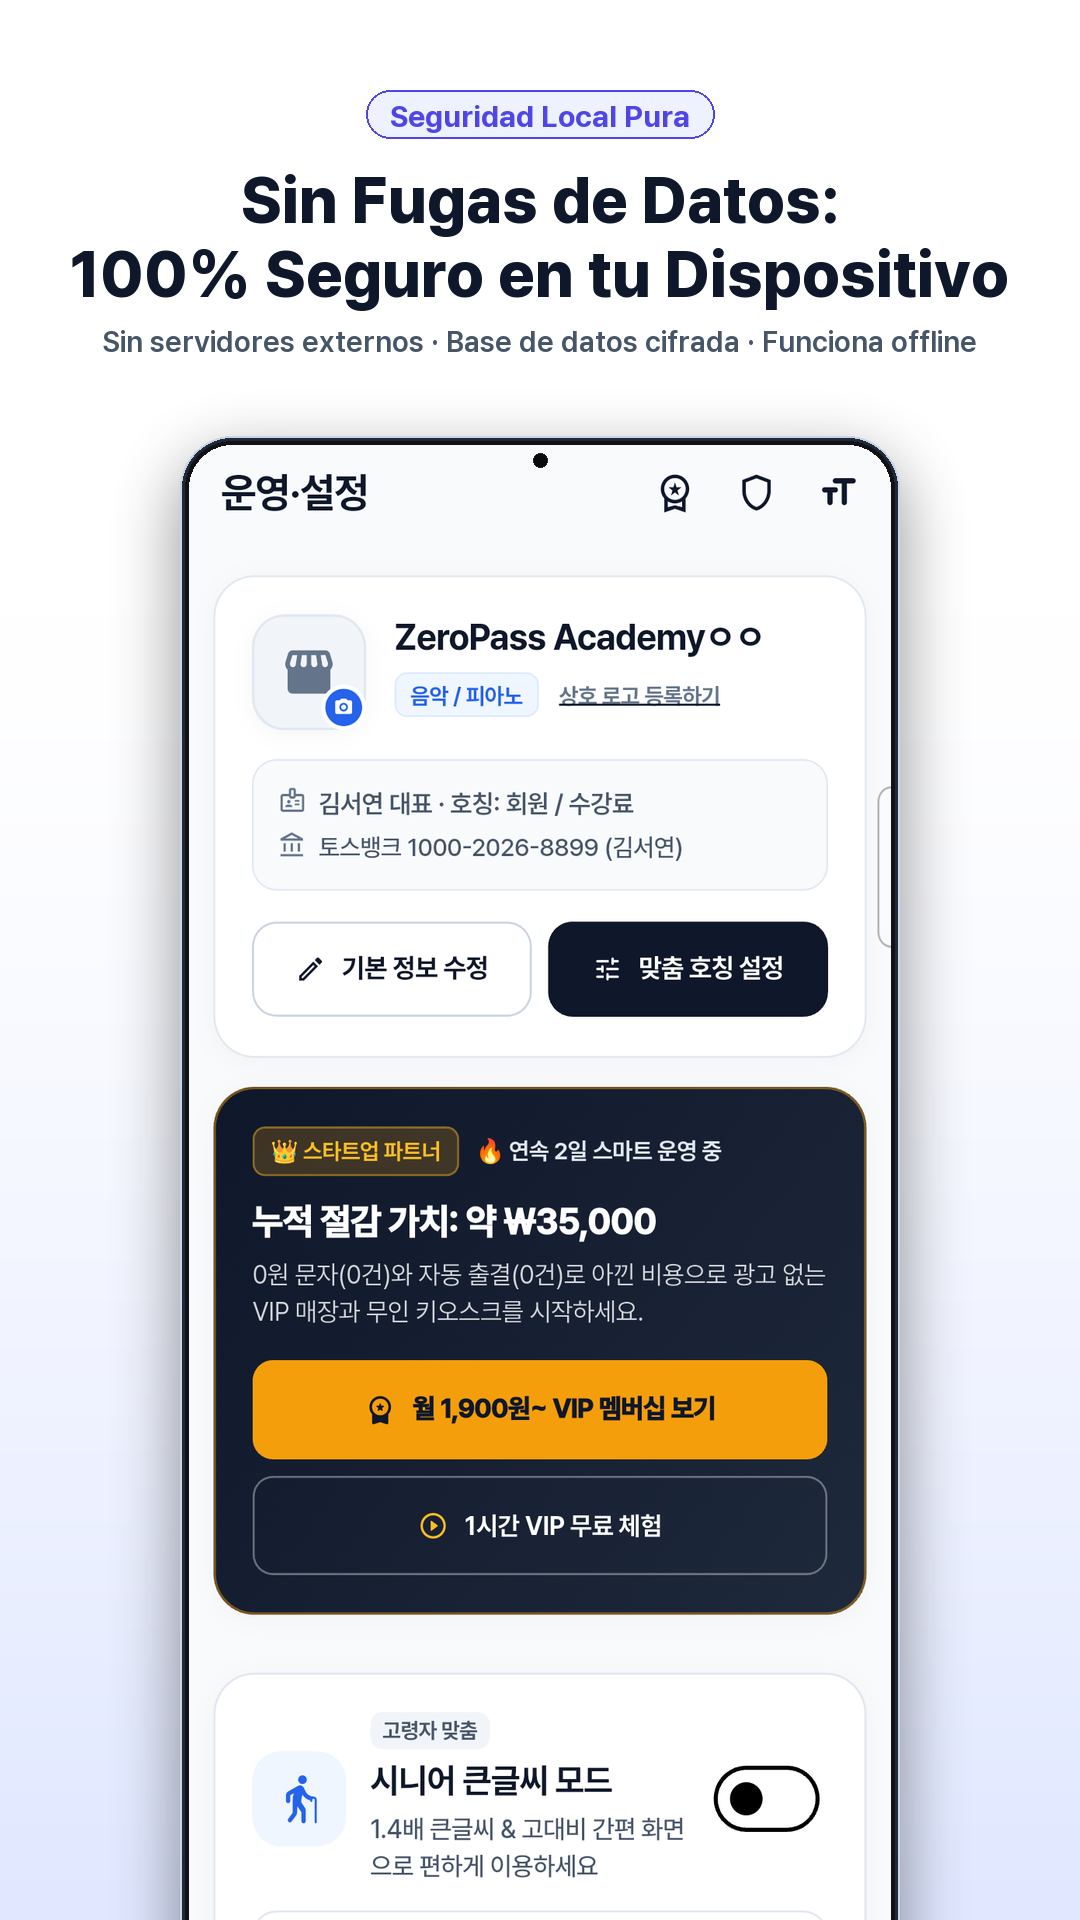 Seguridad Local Pura
Sin Fugas de Datos:
100% Seguro en tu Dispositivo
Sin servidores externos · Base de datos cifrada · Funciona offline
운영·설정
ZeroPass Academyㅇㅇ
음악 / 피아노
상호 로고 등록하기
김서연 대표 · 호칭: 회원 / 수강료
토스뱅크 1000-2026-8899 (김서연)
기본 정보 수정
맞춤 호칭 설정
👑 스타트업 파트너
🔥 연속 2일 스마트 운영 중
누적 절감 가치: 약 ₩35,000
0원 문자(0건)와 자동 출결(0건)로 아낀 비용으로 광고 없는
VIP 매장과 무인 키오스크를 시작하세요.
월 1,900원~ VIP 멤버십 보기
1시간 VIP 무료 체험
고령자 맞춤
시니어 큰글씨 모드
1.4배 큰글씨 & 고대비 간편 화면
으로 편하게 이용하세요